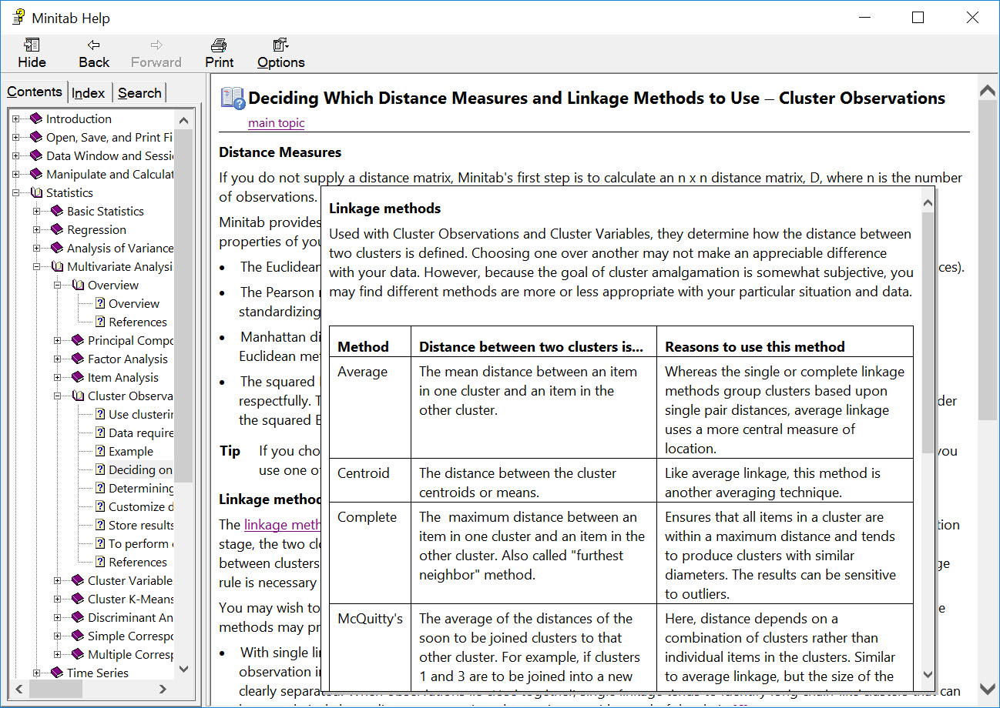 Minitab Help
Hide Back Forward Print Options
Contents Index Search
Introduction
Open, Save, and Print Fi
Data Window and Sessi
Manipulate and Calculat
Statistics
Basic Statistics
Regression
Analysis of Variance
Multivariate Analysi
Overview
Overview
References
Principal Compo
Factor Analysis
Item Analysis
Cluster Observa
Use clusterin
Data require
Example
Deciding on
Determining
Customize d
Store results
To perform
References
Cluster Variable
Cluster K-Means
Discriminant An
Simple Correspo
Multiple Corresp
Time Series
Deciding Which Distance Measures and Linkage Methods to Use – Cluster Observations
main topic
Distance Measures
If you do not supply a distance matrix, Minitab's first step is to calculate an n x n distance matrix, D, where n is the number
of observations.
Minitab provides
properties of you
• The Euclidean ces).
• The Pearson
standardizing
• Manhattan di
Euclidean met
• The squared
respectfully. T der
the squared E
Tip If you cho you
use one of
Linkage method
The linkage meth tion
stage, the two clu
between clusters ge
rule is necessary
You may wish to e
methods may pr
• With single lin
observation in
clearly separate can
Linkage methods
Used with Cluster Observations and Cluster Variables, they determine how the distance between
two clusters is defined. Choosing one over another may not make an appreciable difference
with your data. However, because the goal of cluster amalgamation is somewhat subjective, you
may find different methods are more or less appropriate with your particular situation and data.
Method Distance between two clusters is... Reasons to use this method
Average
The mean distance between an item
in one cluster and an item in the
other cluster.
Whereas the single or complete linkage
methods group clusters based upon
single pair distances, average linkage
uses a more central measure of
location.
Centroid
The distance between the cluster
centroids or means.
Like average linkage, this method is
another averaging technique.
Complete
The maximum distance between an
item in one cluster and an item in the
other cluster. Also called "furthest
neighbor" method.
Ensures that all items in a cluster are
within a maximum distance and tends
to produce clusters with similar
diameters. The results can be sensitive
to outliers.
McQuitty's
The average of the distances of the
soon to be joined clusters to that
other cluster. For example, if clusters
1 and 3 are to be joined into a new
Here, distance depends on a
combination of clusters rather than
individual items in the clusters. Similar
to average linkage, but the size of the